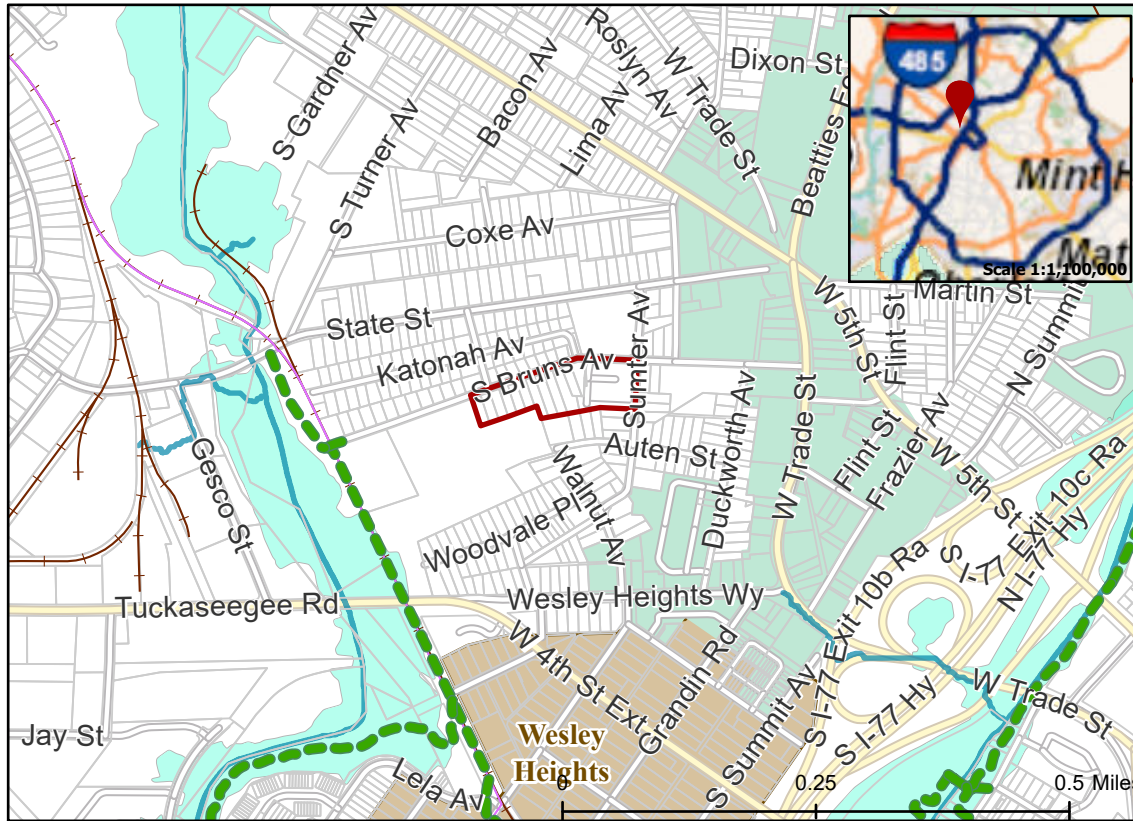 S Gardner Av
S Turner Av
Bacon Av
Lima Av
Roslyn Av
W Trade St
Dixon St
Beatties Fo
485
Mint H
Mat
Scale 1:1,100,000
Coxe Av
State St
Katonah Av
S Bruns Av
Sumter Av
W 5th St
Martin St
Flint St
N Summit
Gesco St
Auten St
Walnut Av
Woodvale Pl
Duckworth Av
W Trade St
Flint St
Frazier Av
W 5th St
S I-77 Exit 10c Ra
N I-77 Hy
S I-77 Exit 10b Ra
Tuckaseegee Rd
Wesley Heights Wy
W 4th St Ext
Grandin Rd
S Summit Av
S I-77 Hy
W Trade St
Jay St
Lela Av
Wesley
Heights
0 0.25 0.5 Miles